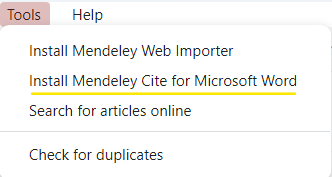 Tools Help
Install Mendeley Web Importer
Install Mendeley Cite for Microsoft Word
Search for articles online
Check for duplicates